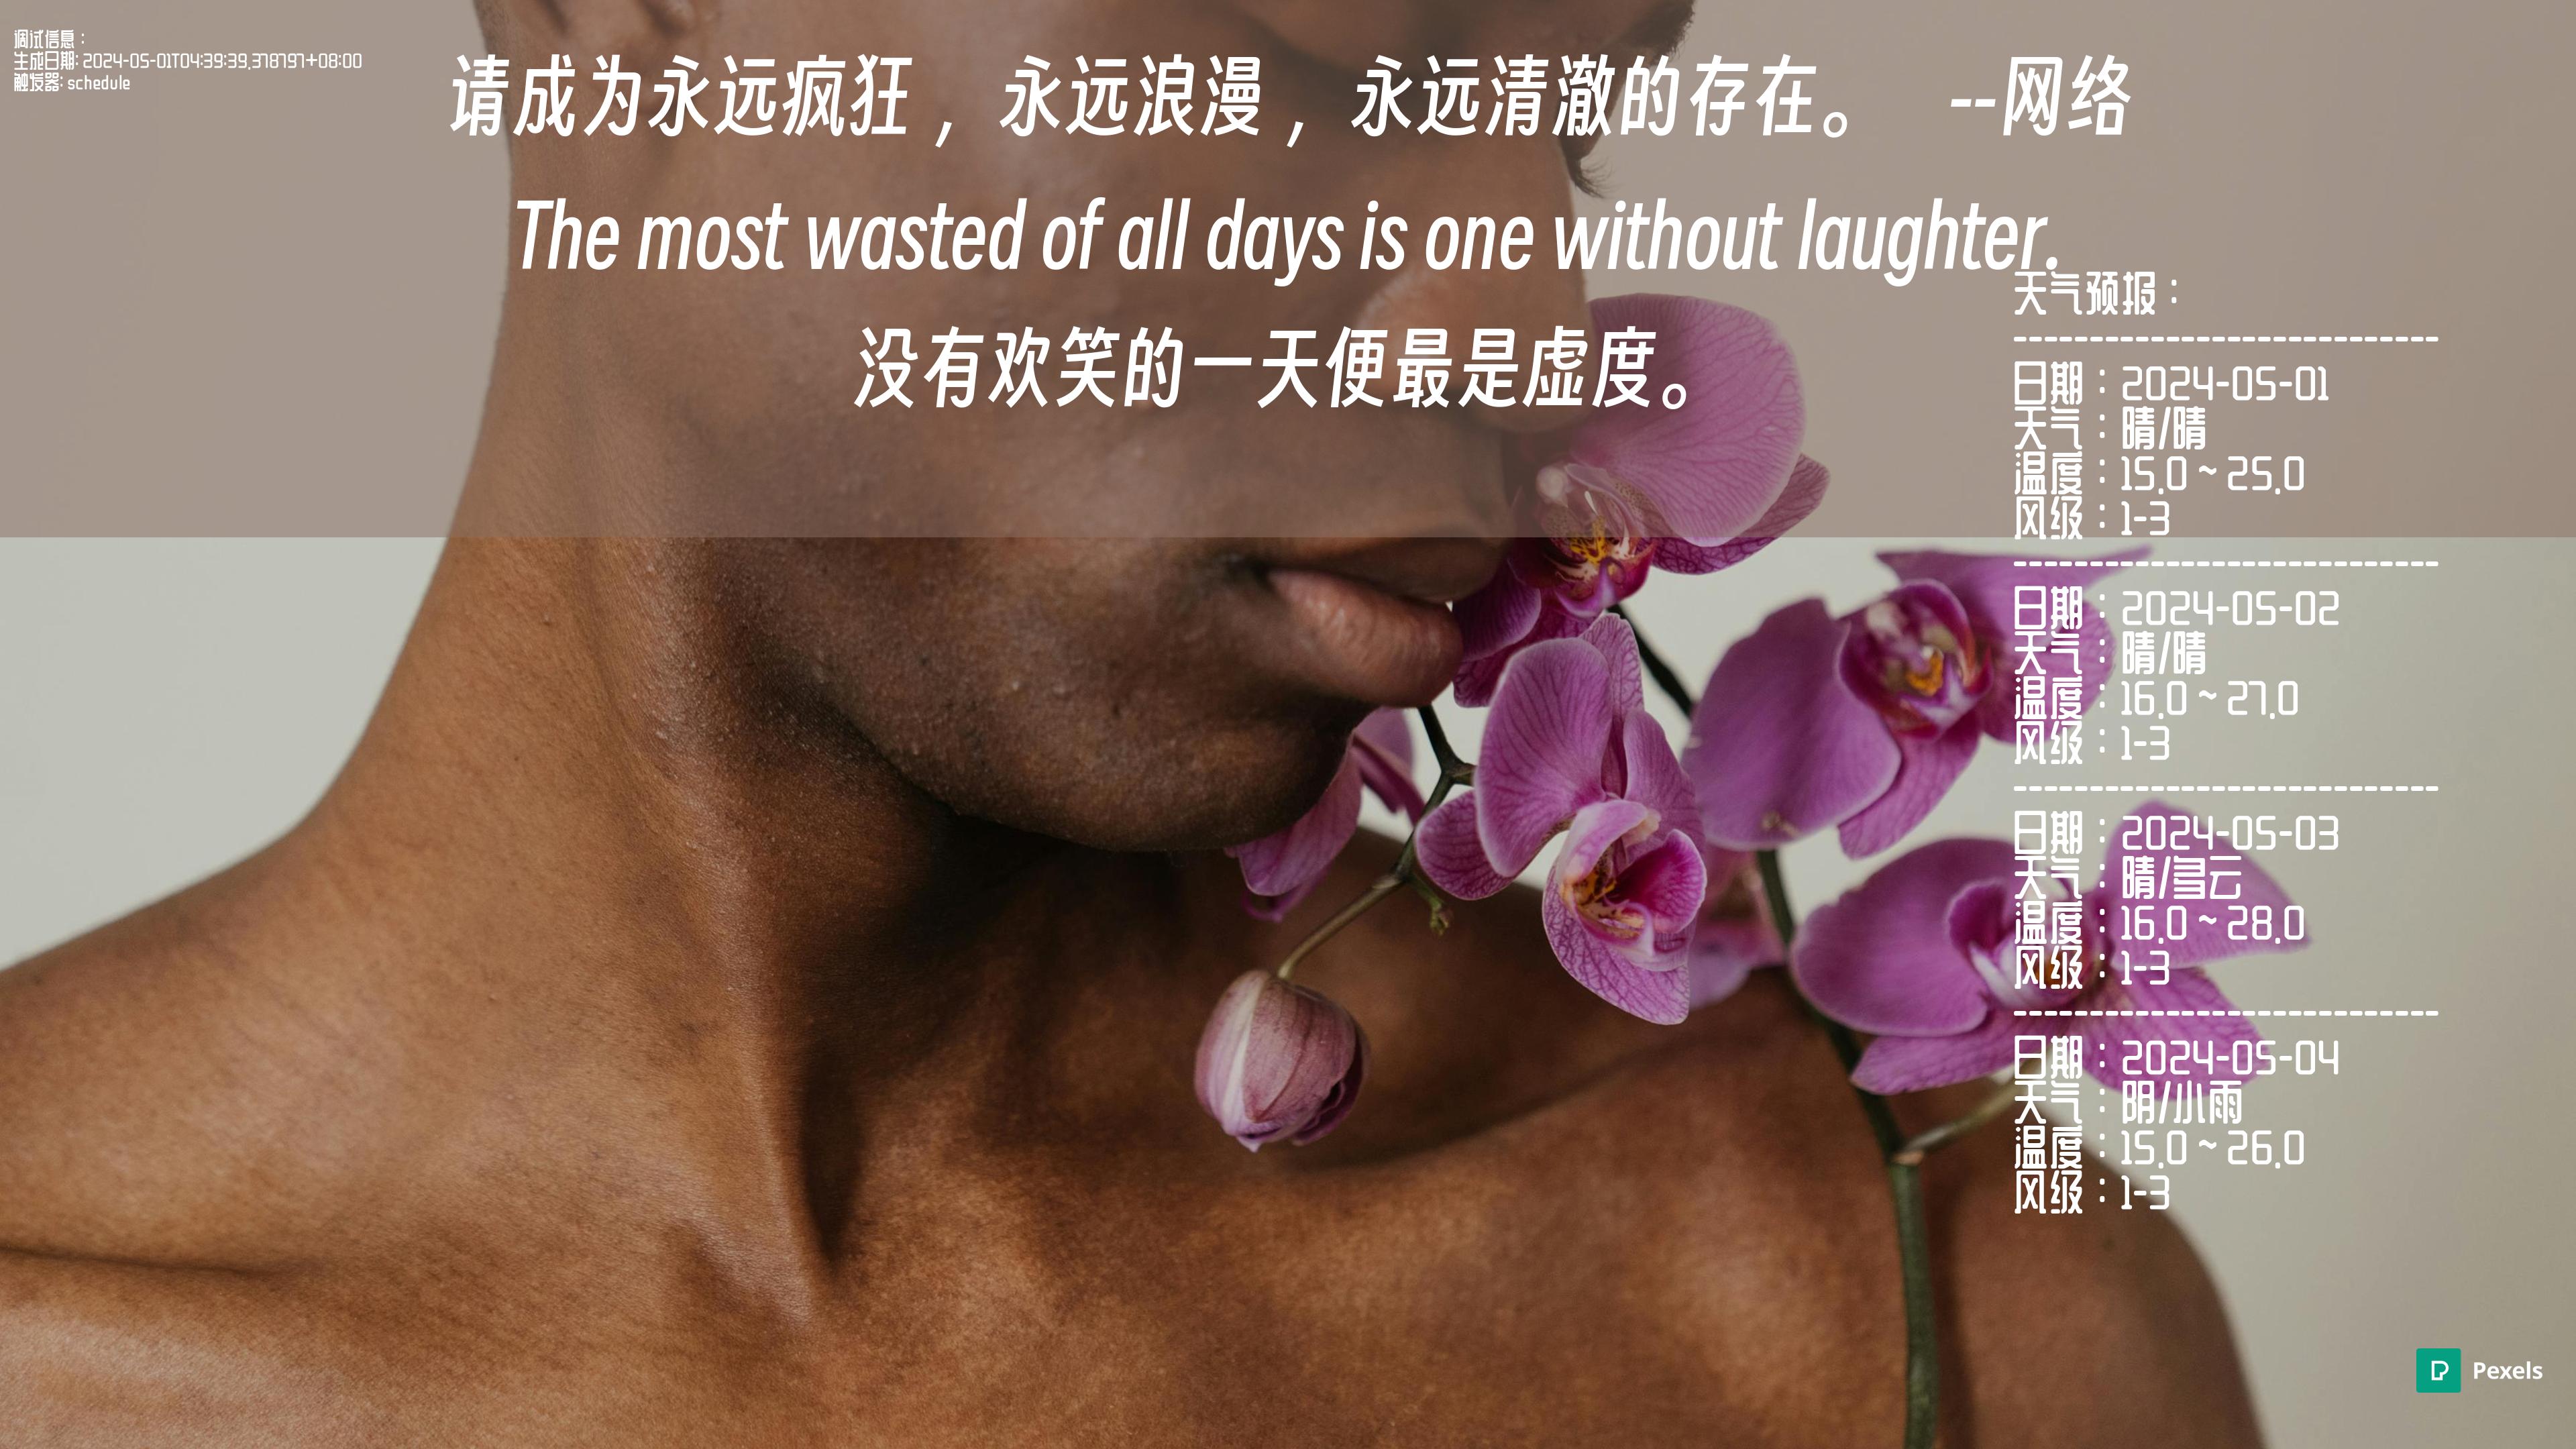 调试信息：
生成日期: 2024-05-01T04:39:39.378797+08:00
触发器: schedule
请成为永远疯狂，永远浪漫，永远清澈的存在。 --网络
The most wasted of all days is one without laughter.
没有欢笑的一天便最是虚度。
天气预报：
------------------------------
日期：2024-05-01
天气：晴/晴
温度：15.0 ~ 25.0
风级：1-3
------------------------------
日期：2024-05-02
天气：晴/晴
温度：16.0 ~ 27.0
风级：1-3
------------------------------
日期：2024-05-03
天气：晴/多云
温度：16.0 ~ 28.0
风级：1-3
------------------------------
日期：2024-05-04
天气：阴/小雨
温度：15.0 ~ 26.0
风级：1-3
Pexels